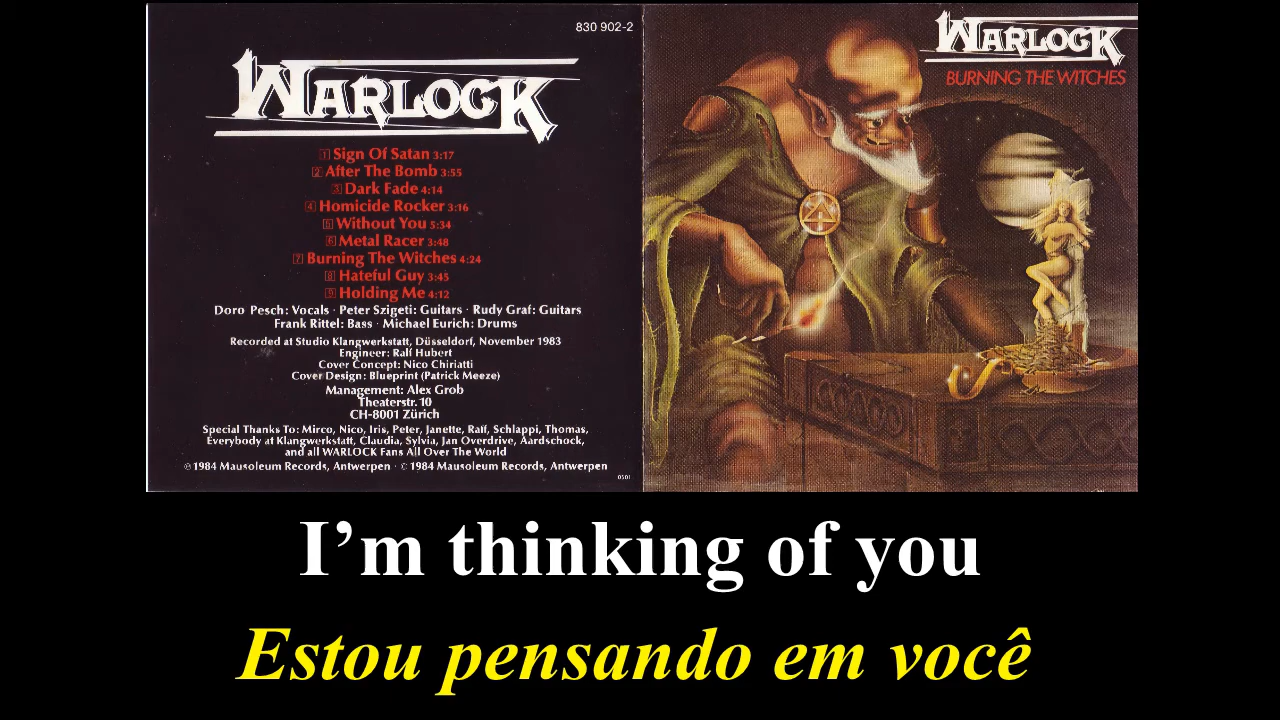 830 902-2
WARLOCK
1 Sign Of Satan 3:17
2 After The Bomb 3:55
3 Dark Fade 4:14
4 Homicide Rocker 3:16
5 Without You 5:34
6 Metal Racer 3:48
7 Burning The Witches 4:24
8 Hateful Guy 3:45
9 Holding Me 4:12
Doro Pesch: Vocals · Peter Szigeti: Guitars · Rudy Graf: Guitars
Frank Rittel: Bass · Michael Eurich: Drums
Recorded at Studio Klangwerkstatt, Düsseldorf, November 1983
Engineer: Ralf Hubert
Cover Concept: Nico Chiriatti
Cover Design: Blueprint (Patrick Meeze)
Management: Alex Grob
Theaterstr. 10
CH-8001 Zürich
Special Thanks To: Mirco, Nico, Iris, Peter, Janette, Ralf, Schlappi, Thomas,
Everybody at Klangwerkstatt, Claudia, Sylvia, Jan Overdrive, Aardschock,
and all WARLOCK Fans All Over The World
℗ 1984 Mausoleum Records, Antwerpen · © 1984 Mausoleum Records, Antwerpen
0501
WARLOCK
BURNING THE WITCHES
I’m thinking of you
Estou pensando em você